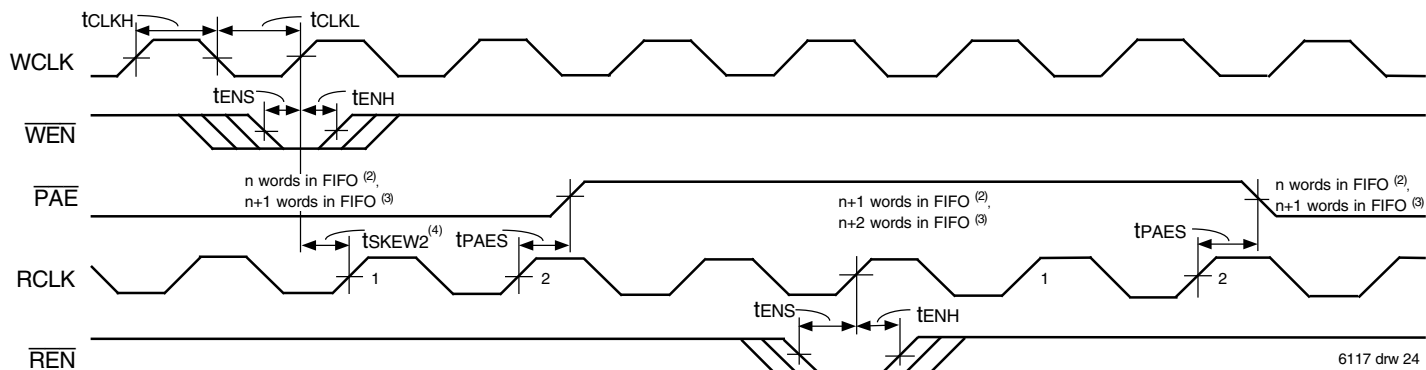 tCLKH
tCLKL
WCLK
tENS
tENH
WEN
n words in FIFO (2),
n+1 words in FIFO (3)
PAE
n+1 words in FIFO (2),
n+2 words in FIFO (3)
n words in FIFO (2),
n+1 words in FIFO (3)
tSKEW2(4)
tPAES
tPAES
RCLK
1
2
1
2
tENS
tENH
REN
6117 drw 24